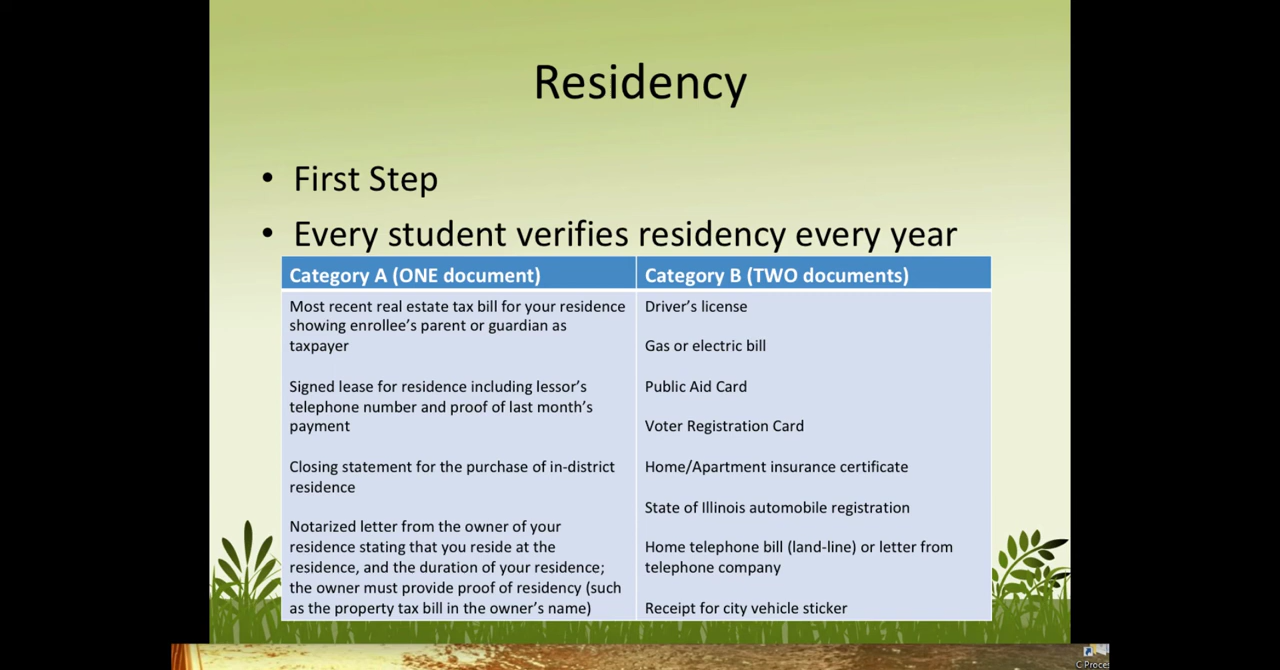 Residency
• First Step
• Every student verifies residency every year
Category A (ONE document)
Most recent real estate tax bill for your residence
showing enrollee's parent or guardian as
taxpayer
Signed lease for residence including lessor's
telephone number and proof of last month's
payment
Closing statement for the purchase of in-district
residence
Notarized letter from the owner of your
residence stating that you reside at the
residence, and the duration of your residence;
the owner must provide proof of residency (such
as the property tax bill in the owner's name)
Category B (TWO documents)
Driver's license
Gas or electric bill
Public Aid Card
Voter Registration Card
Home/Apartment insurance certificate
State of Illinois automobile registration
Home telephone bill (land-line) or letter from
telephone company
Receipt for city vehicle sticker
C Proces